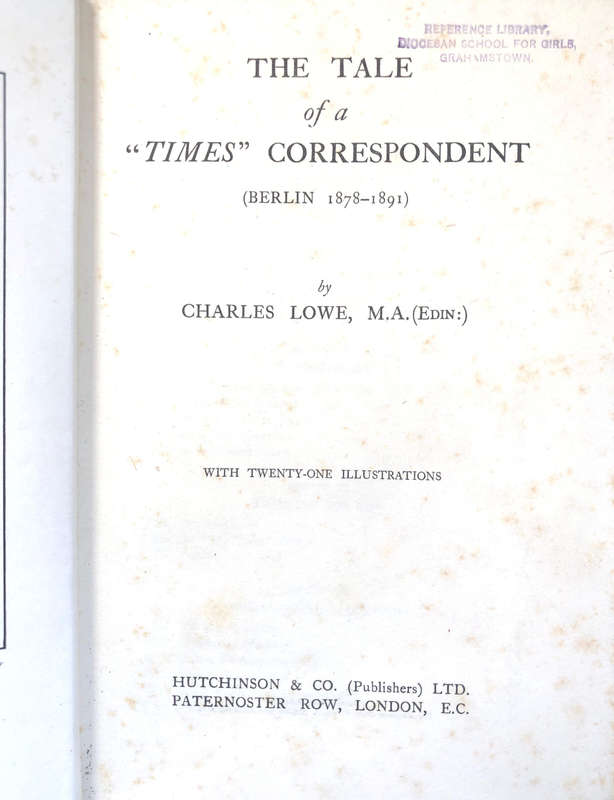 REFERENCE LIBRARY,
DIOCESAN SCHOOL FOR GIRLS,
GRAHAMSTOWN.
THE TALE
of a
“TIMES” CORRESPONDENT
(BERLIN 1878–1891)
by
CHARLES LOWE, M.A. (EDIN:)
WITH TWENTY-ONE ILLUSTRATIONS
HUTCHINSON & CO. (Publishers) LTD.
PATERNOSTER ROW, LONDON, E.C.